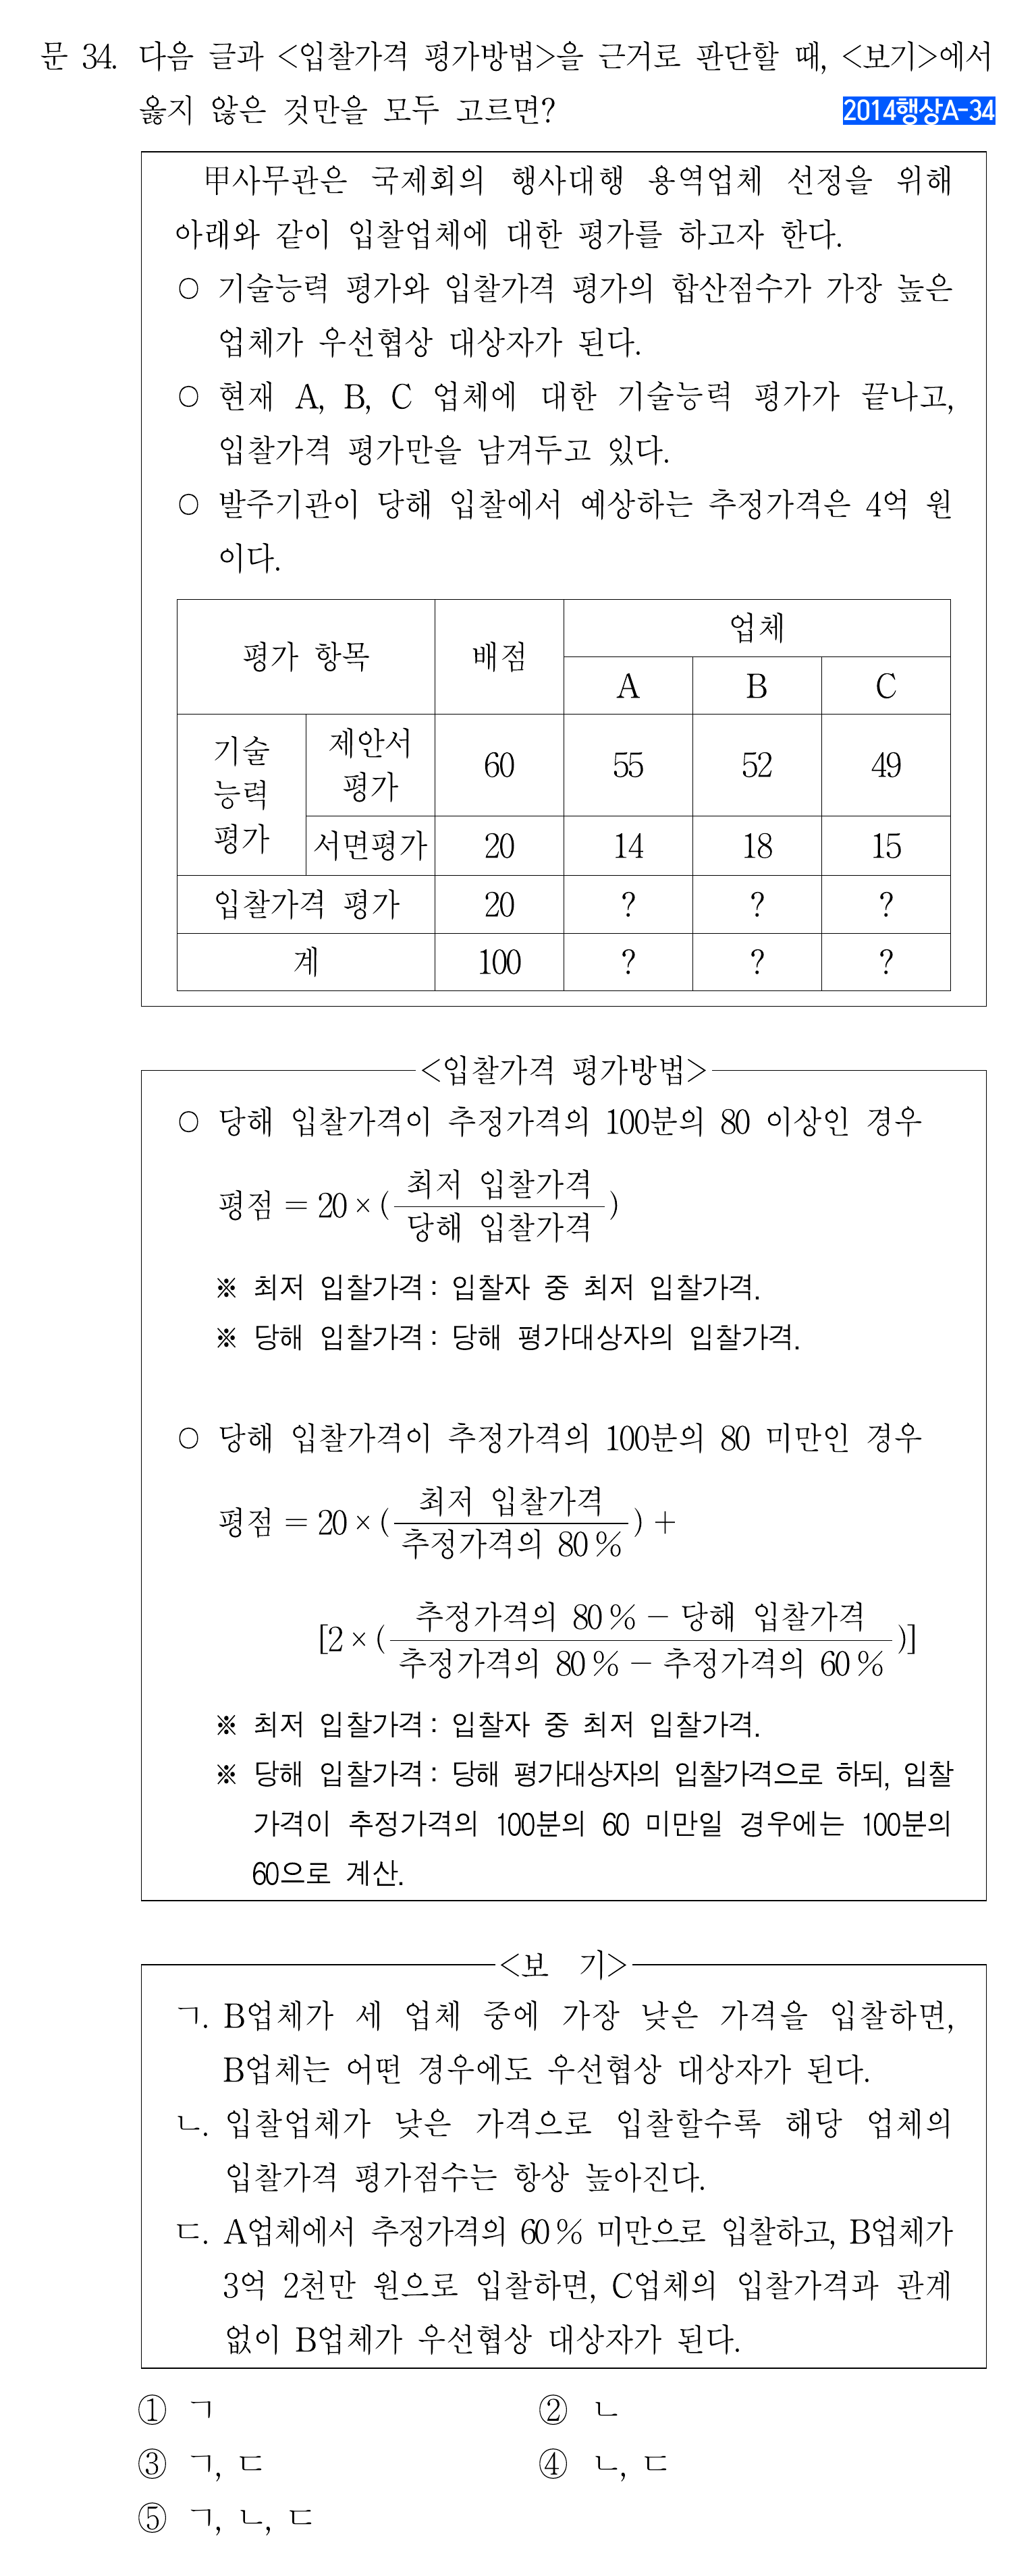 문 34. 다음 글과 <입찰가격 평가방법>을 근거로 판단할 때, <보기>에서
옳지 않은 것만을 모두 고르면?
2014행상A-34
甲사무관은 국제회의 행사대행 용역업체 선정을 위해
아래와 같이 입찰업체에 대한 평가를 하고자 한다.
○ 기술능력 평가와 입찰가격 평가의 합산점수가 가장 높은
업체가 우선협상 대상자가 된다.
○ 현재 A, B, C 업체에 대한 기술능력 평가가 끝나고,
입찰가격 평가만을 남겨두고 있다.
○ 발주기관이 당해 입찰에서 예상하는 추정가격은 4억 원
이다.
평가 항목 배점 업체
A B C
기술 능력 평가 제안서 평가 60 55 52 49
서면평가 20 14 18 15
입찰가격 평가 20 ? ? ?
계 100 ? ? ?
<입찰가격 평가방법>
○ 당해 입찰가격이 추정가격의 100분의 80 이상인 경우
평점 = 20 × (최저 입찰가격 / 당해 입찰가격)
※ 최저 입찰가격 : 입찰자 중 최저 입찰가격.
※ 당해 입찰가격 : 당해 평가대상자의 입찰가격.
○ 당해 입찰가격이 추정가격의 100분의 80 미만인 경우
평점 = 20 × (최저 입찰가격 / 추정가격의 80 %) +
[2 × (추정가격의 80 % - 당해 입찰가격 / 추정가격의 80 % - 추정가격의 60 %)]
※ 최저 입찰가격 : 입찰자 중 최저 입찰가격.
※ 당해 입찰가격 : 당해 평가대상자의 입찰가격으로 하되, 입찰
가격이 추정가격의 100분의 60 미만일 경우에는 100분의
60으로 계산.
<보 기>
ㄱ. B업체가 세 업체 중에 가장 낮은 가격을 입찰하면,
B업체는 어떤 경우에도 우선협상 대상자가 된다.
ㄴ. 입찰업체가 낮은 가격으로 입찰할수록 해당 업체의
입찰가격 평가점수는 항상 높아진다.
ㄷ. A업체에서 추정가격의 60 % 미만으로 입찰하고, B업체가
3억 2천만 원으로 입찰하면, C업체의 입찰가격과 관계
없이 B업체가 우선협상 대상자가 된다.
① ㄱ ② ㄴ
③ ㄱ, ㄷ ④ ㄴ, ㄷ
⑤ ㄱ, ㄴ, ㄷ